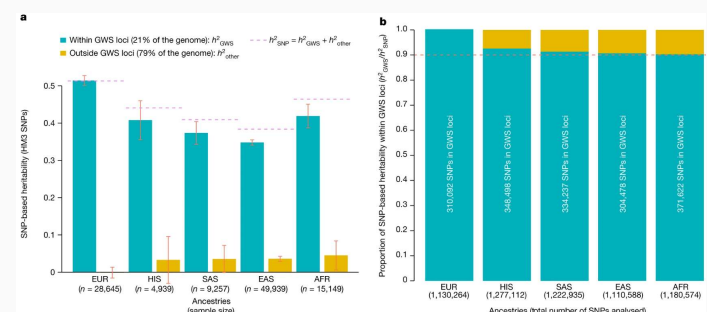 a
Within GWS loci (21% of the genome): h²GWS
h²SNP = h²GWS + h²other
Outside GWS loci (79% of the genome): h²other
SNP-based heritability (HM3 SNPs)
0.5
0.4
0.3
0.2
0.1
0
EUR
(n = 28,645)
HIS
(n = 4,939)
SAS
(n = 9,257)
EAS
(n = 49,939)
AFR
(n = 15,149)
Ancestries
(sample size)
b
Proportion of SNP-based heritability within GWS loci (h²GWS/h²SNP)
1.0
0.9
0.8
0.7
0.6
0.5
0.4
0.3
0.2
0.1
0
310,092 SNPs in GWS loci
348,498 SNPs in GWS loci
334,237 SNPs in GWS loci
304,478 SNPs in GWS loci
371,622 SNPs in GWS loci
EUR
(1,130,264)
HIS
(1,277,112)
SAS
(1,222,935)
EAS
(1,110,588)
AFR
(1,180,574)
Ancestries (total number of SNPs analysed)